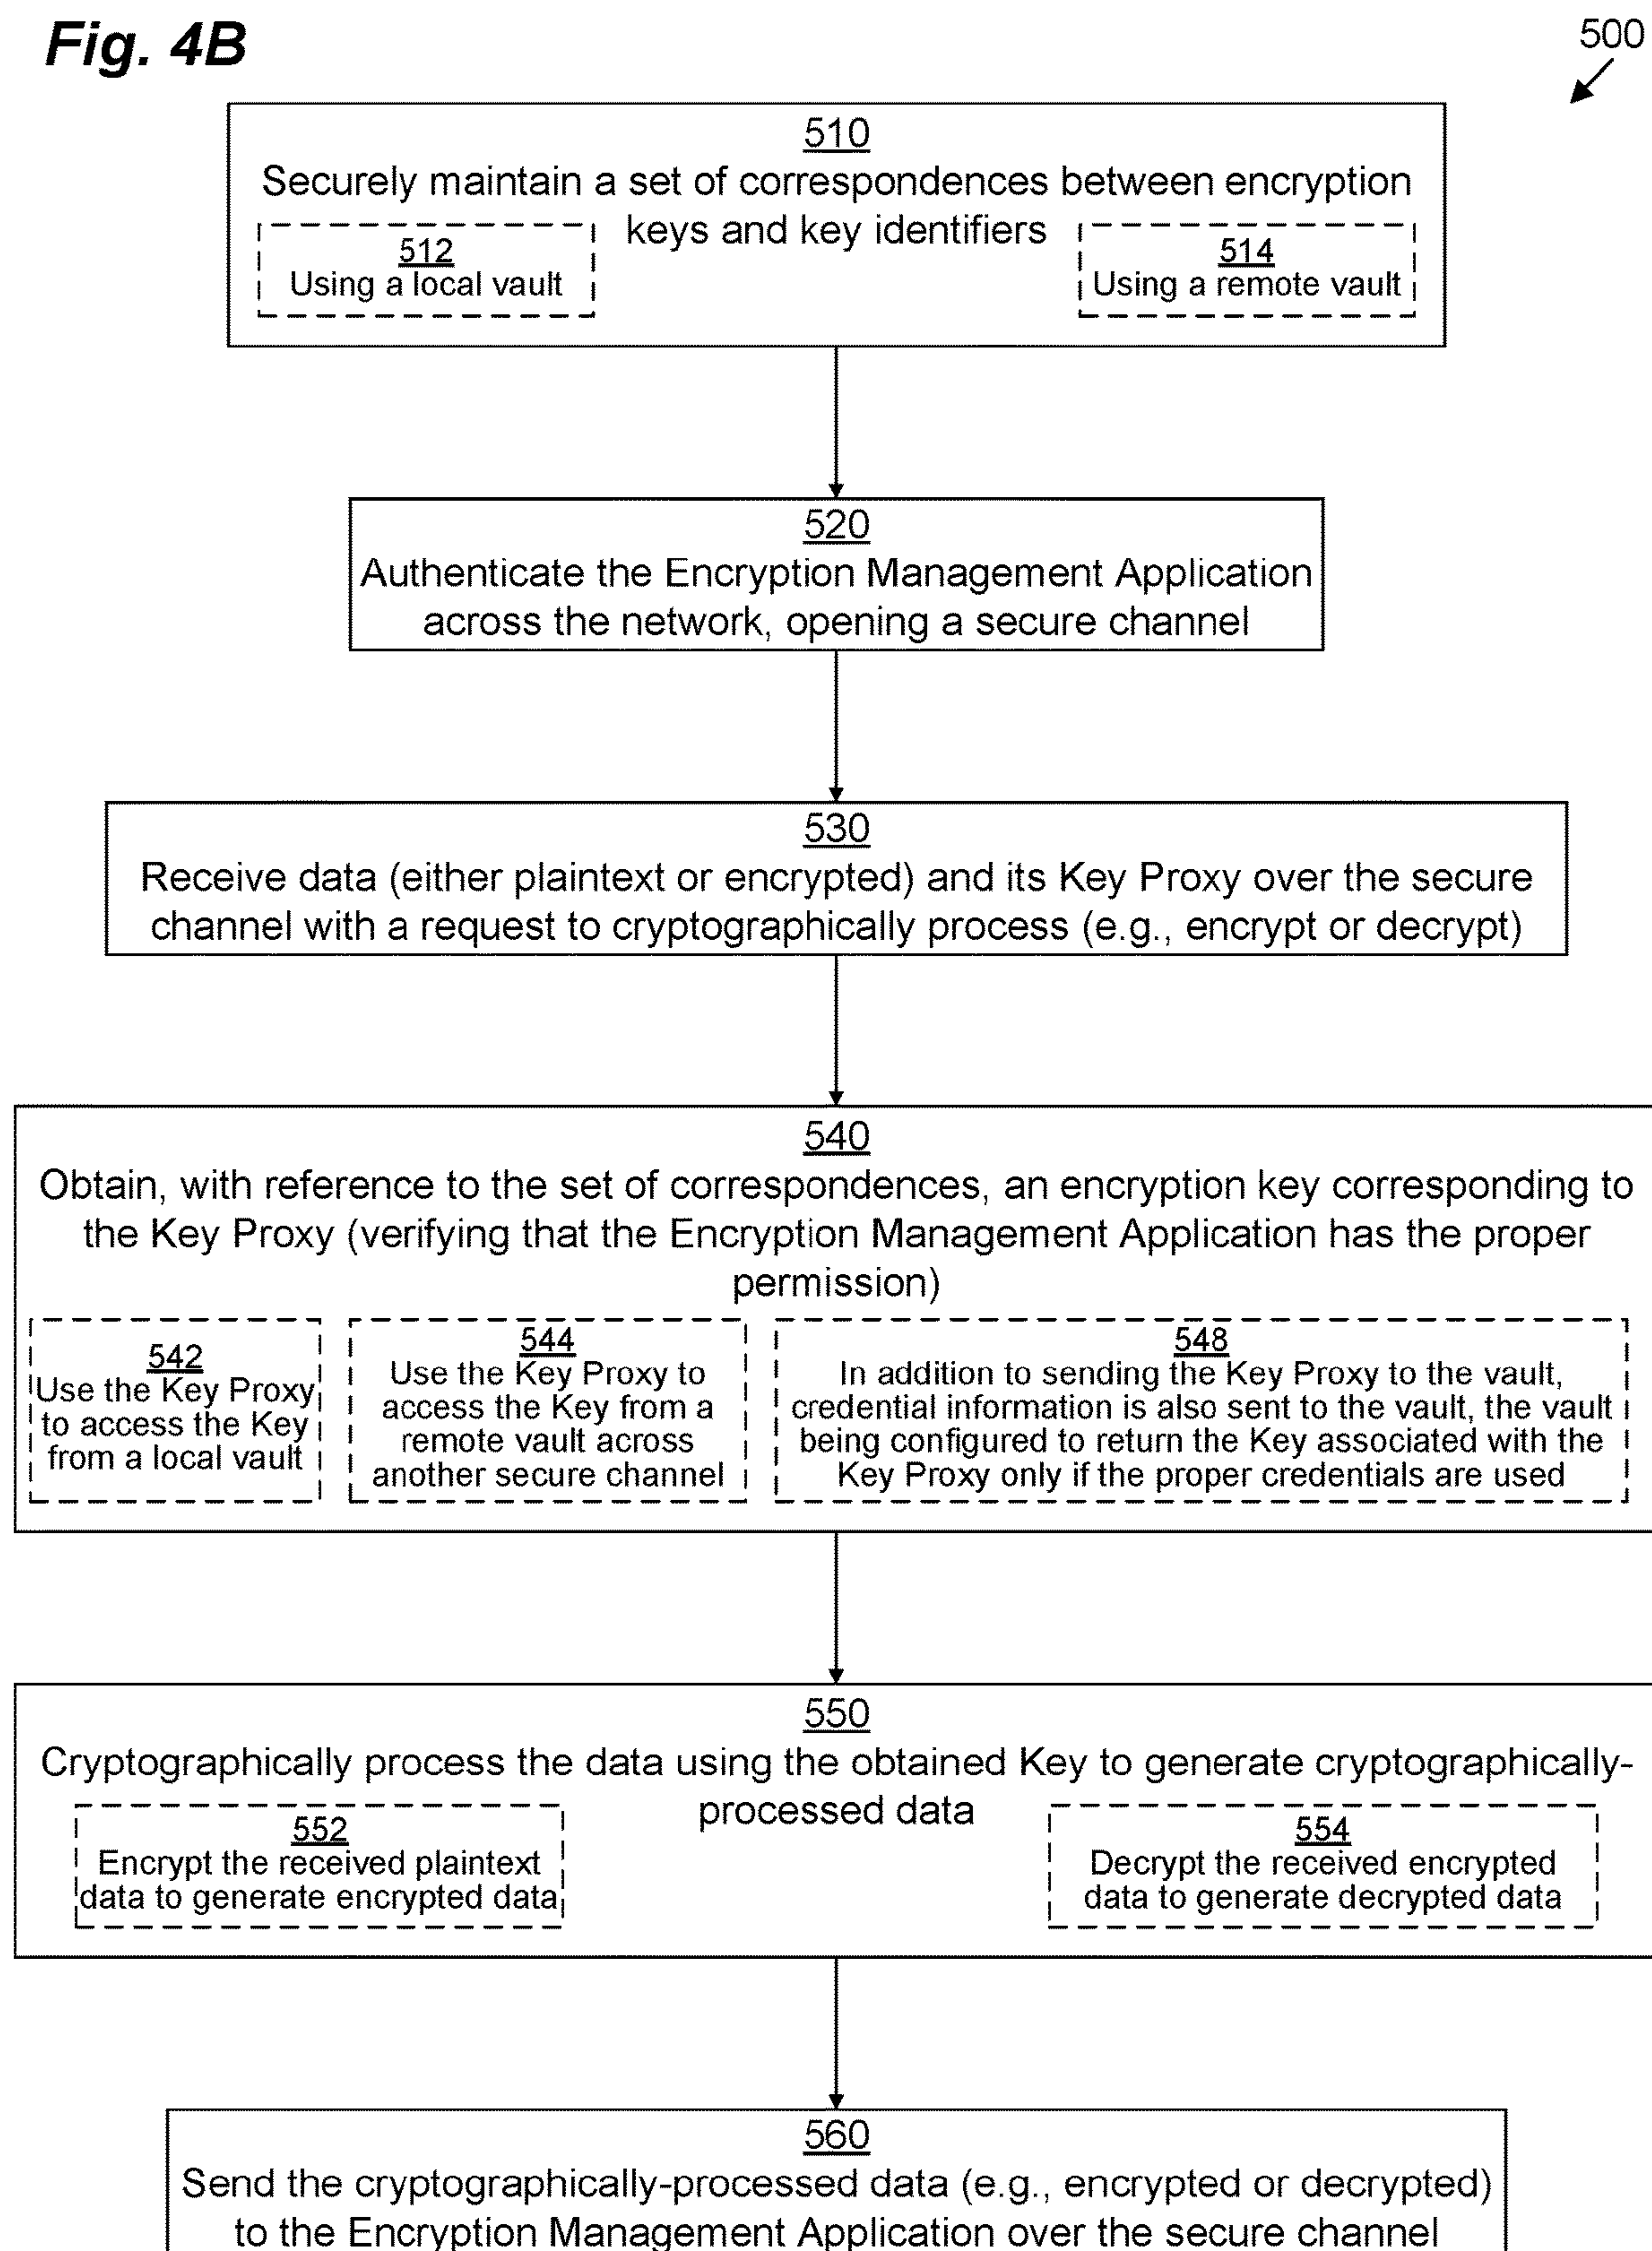 Fig. 4B
500
510
Securely maintain a set of correspondences between encryption
keys and key identifiers
512
Using a local vault
514
Using a remote vault
520
Authenticate the Encryption Management Application
across the network, opening a secure channel
530
Receive data (either plaintext or encrypted) and its Key Proxy over the secure
channel with a request to cryptographically process (e.g., encrypt or decrypt)
540
Obtain, with reference to the set of correspondences, an encryption key corresponding to
the Key Proxy (verifying that the Encryption Management Application has the proper
permission)
542
Use the Key Proxy
to access the Key
from a local vault
544
Use the Key Proxy to
access the Key from a
remote vault across
another secure channel
548
In addition to sending the Key Proxy to the vault,
credential information is also sent to the vault, the vault
being configured to return the Key associated with the
Key Proxy only if the proper credentials are used
550
Cryptographically process the data using the obtained Key to generate cryptographically-
processed data
552
Encrypt the received plaintext
data to generate encrypted data
554
Decrypt the received encrypted
data to generate decrypted data
560
Send the cryptographically-processed data (e.g., encrypted or decrypted)
to the Encryption Management Application over the secure channel